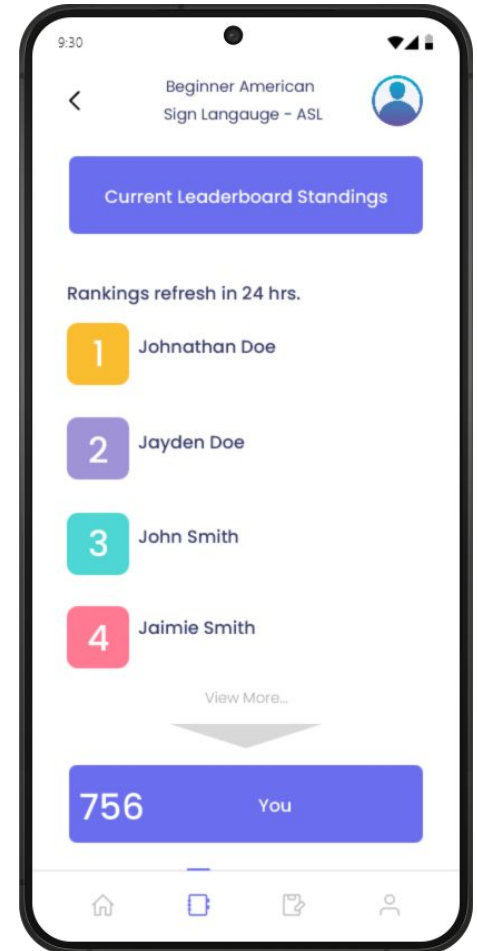 9:30
Beginner American
Sign Langauge - ASL
Current Leaderboard Standings
Rankings refresh in 24 hrs.
1 Johnathan Doe
2 Jayden Doe
3 John Smith
4 Jaimie Smith
View More...
756 You